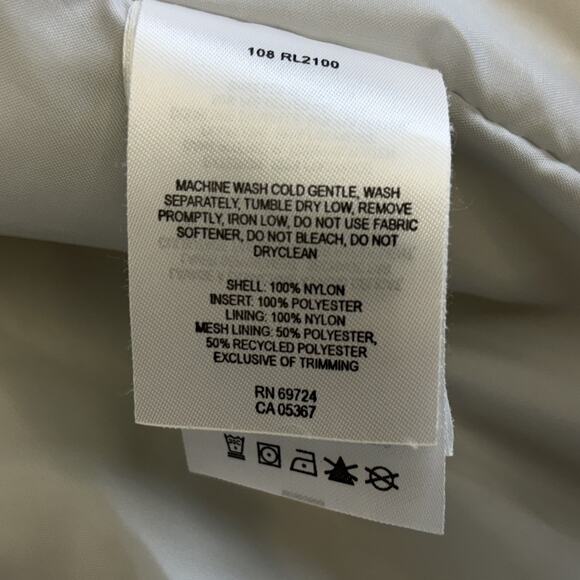 108 RL2100
MACHINE WASH COLD GENTLE, WASH
SEPARATELY, TUMBLE DRY LOW, REMOVE
PROMPTLY, IRON LOW, DO NOT USE FABRIC
SOFTENER, DO NOT BLEACH, DO NOT
DRYCLEAN
SHELL: 100% NYLON
INSERT: 100% POLYESTER
LINING: 100% NYLON
MESH LINING: 50% POLYESTER,
50% RECYCLED POLYESTER
EXCLUSIVE OF TRIMMING
RN 69724
CA 05367